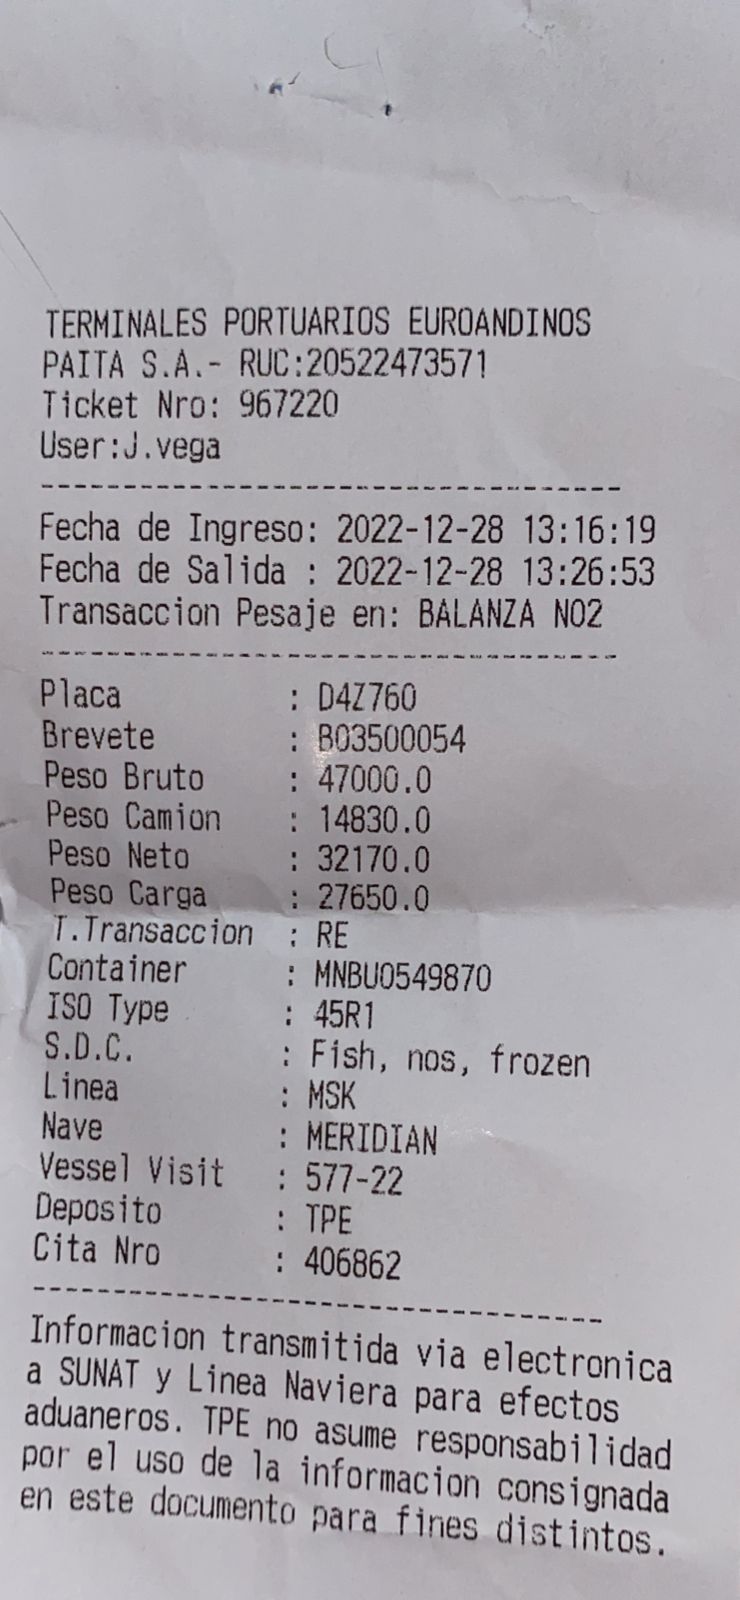 TERMINALES PORTUARIOS EUROANDINOS
PAITA S.A.- RUC:20522473571
Ticket Nro: 967220
User:J.vega
------------------------------------
Fecha de Ingreso: 2022-12-28 13:16:19
Fecha de Salida : 2022-12-28 13:26:53
Transaccion Pesaje en: BALANZA NO2
------------------------------------
Placa : D4Z760
Brevete : B03500054
Peso Bruto : 47000.0
Peso Camion : 14830.0
Peso Neto : 32170.0
Peso Carga : 27650.0
T.Transaccion : RE
Container : MNBU0549870
ISO Type : 45R1
S.D.C. : Fish, nos, frozen
Linea : MSK
Nave : MERIDIAN
Vessel Visit : 577-22
Deposito : TPE
Cita Nro : 406862
------------------------------------
Informacion transmitida via electronica
a SUNAT y Linea Naviera para efectos
aduaneros. TPE no asume responsabilidad
por el uso de la informacion consignada
en este documento para fines distintos.